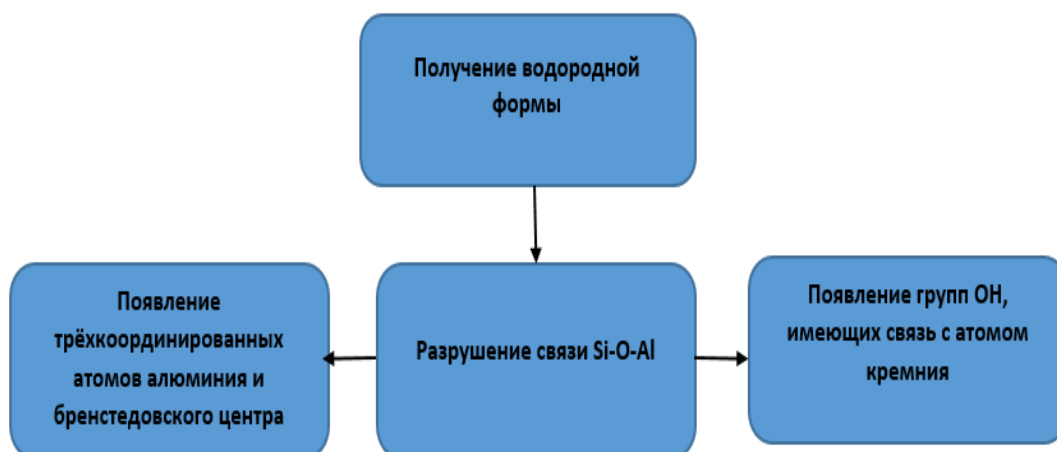 Получение водородной
формы
Появление
трёхкоординированных
атомов алюминия и
бренстедовского центра
Разрушение связи Si-O-Al
Появление групп ОН,
имеющих связь с атомом
кремния